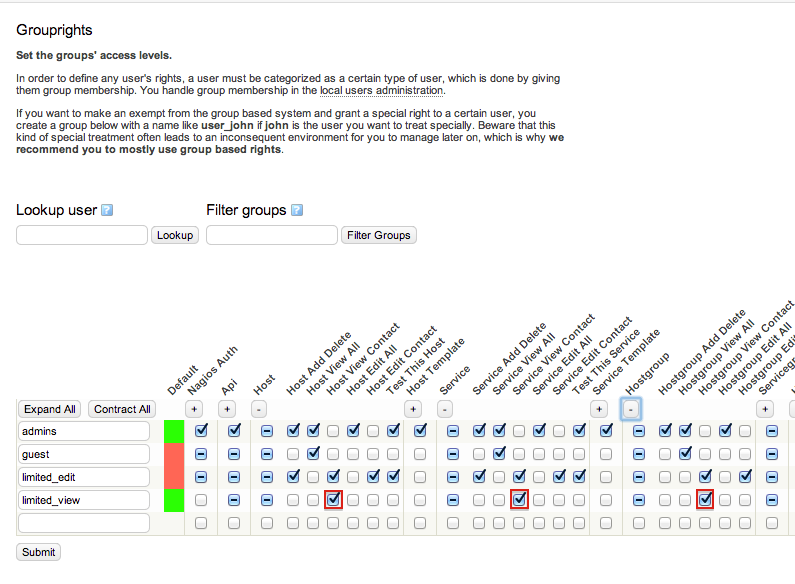 Grouprights
Set the groups' access levels.
In order to define any user's rights, a user must be categorized as a certain type of user, which is done by giving
them group membership. You handle group membership in the local users administration.
If you want to make an exempt from the group based system and grant a special right to a certain user, you
create a group below with a name like user_john if john is the user you want to treat specially. Beware that this
kind of special treatment often leads to an inconsequent environment for you to manage later on, which is why we
recommend you to mostly use group based rights.
Lookup user ?
Filter groups ?
Lookup
Filter Groups
Default
Nagios Auth
Api
Host
Host Add Delete
Host View All
Host View Contact
Host Edit All
Host Edit Contact
Test This Host
Host Template
Service
Service Add Delete
Service View All
Service View Contact
Service Edit All
Service Edit Contact
Test This Service
Service Template
Hostgroup
Hostgroup Add Delete
Hostgroup View All
Hostgroup View Contact
Hostgroup Edit All
Hostgroup Edi
Servicegr
Expand All Contract All + + - + - + - +
admins
guest
limited_edit
limited_view
Submit